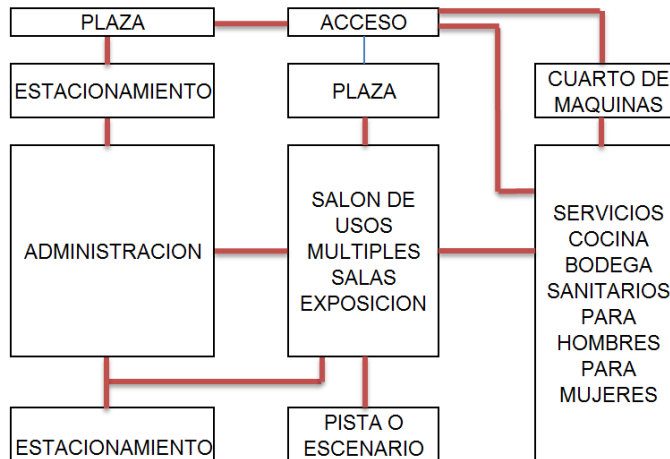 PLAZA
ACCESO
ESTACIONAMIENTO
PLAZA
CUARTO DE
MAQUINAS
ADMINISTRACION
SALON DE
USOS
MULTIPLES
SALAS
EXPOSICION
SERVICIOS
COCINA
BODEGA
SANITARIOS
PARA
HOMBRES
PARA
MUJERES
ESTACIONAMIENTO
PISTA O
ESCENARIO